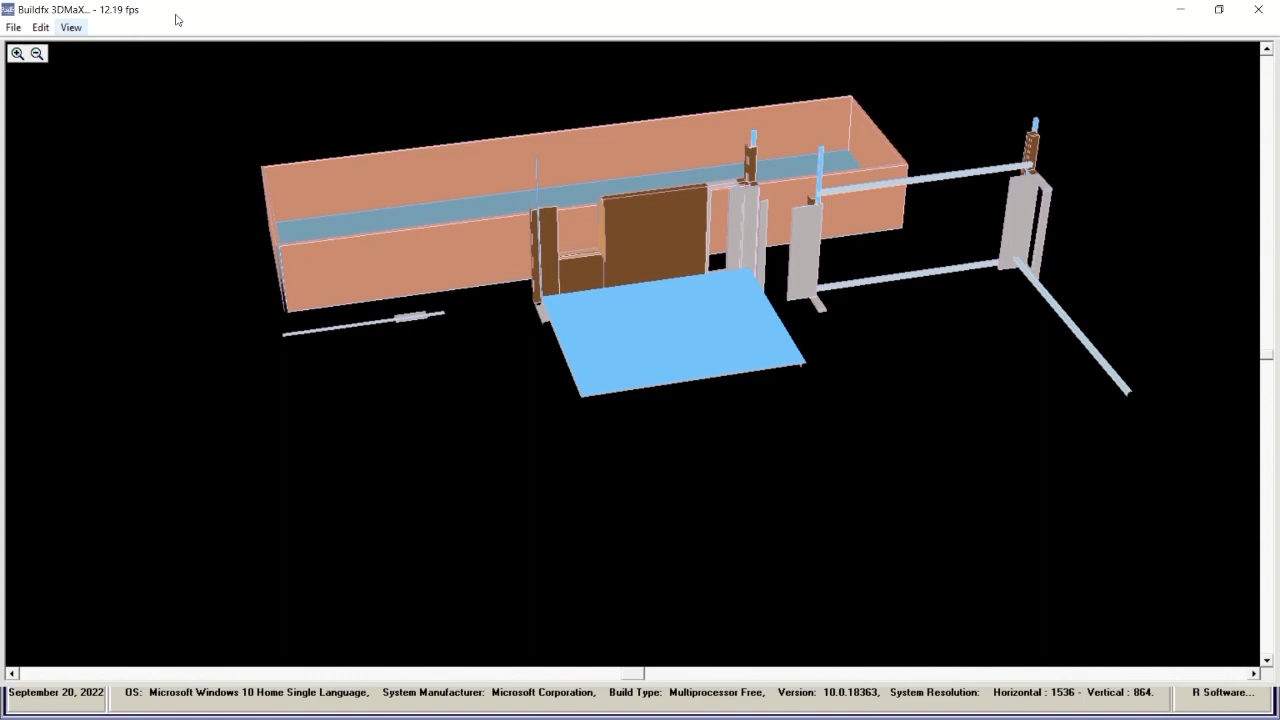 Buildfx 3DMaX... - 12.19 fps
File Edit View
September 20, 2022 OS: Microsoft Windows 10 Home Single Language, System Manufacturer: Microsoft Corporation, Build Type: Multiprocessor Free, Version: 10.0.18363, System Resolution: Horizontal : 1536 - Vertical : 864. R Software...